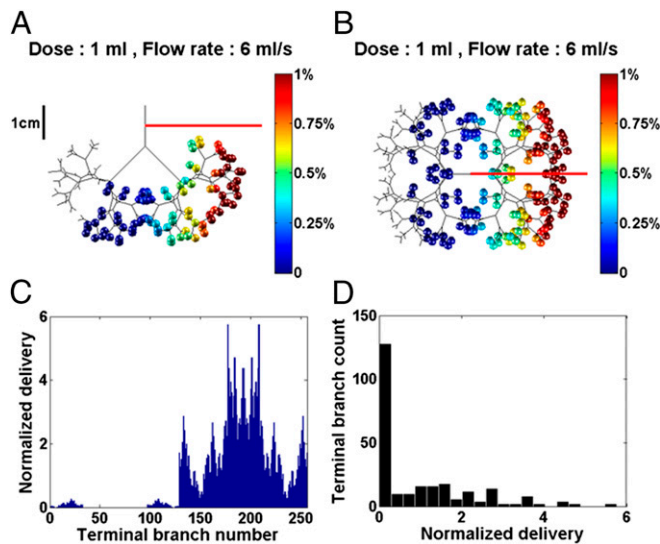 A
Dose : 1 ml , Flow rate : 6 ml/s
1cm
1%
0.75%
0.5%
0.25%
0
B
Dose : 1 ml , Flow rate : 6 ml/s
1%
0.75%
0.5%
0.25%
0
C
Normalized delivery
6
4
2
0
0 50 100 150 200 250
Terminal branch number
D
Terminal branch count
150
100
50
0
0 2 4 6
Normalized delivery